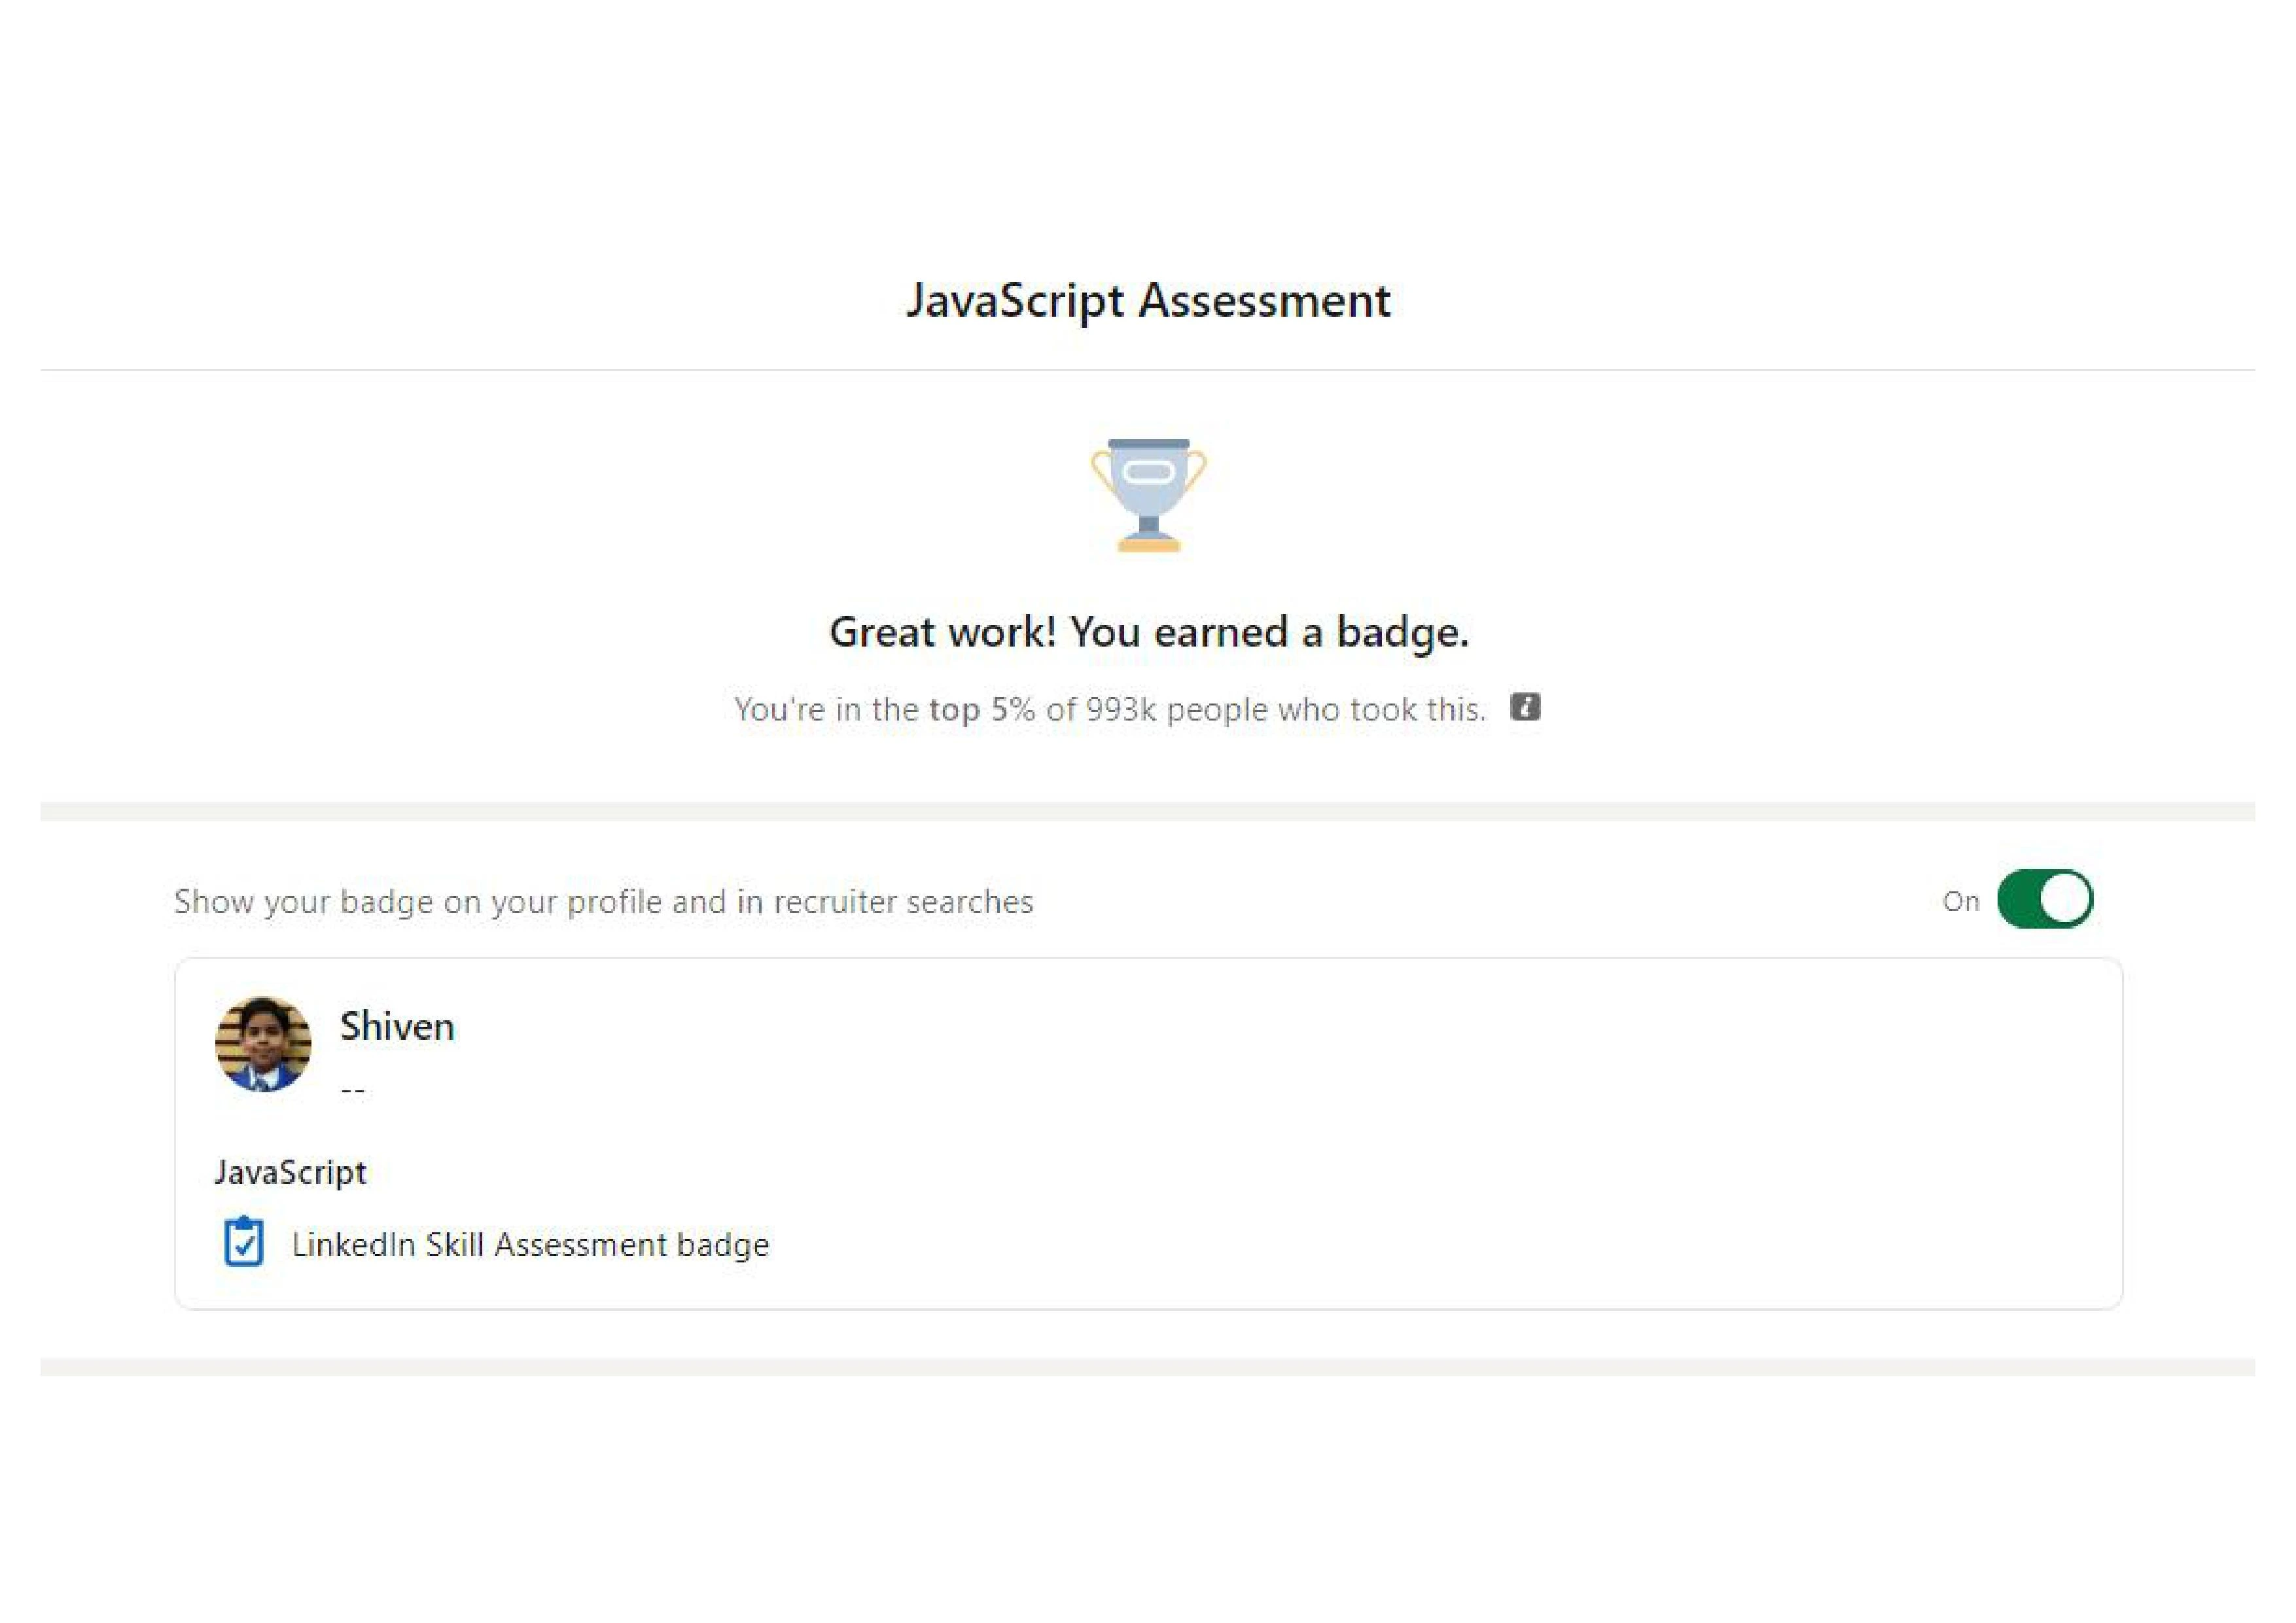 JavaScript Assessment
Great work! You earned a badge.
You're in the top 5% of 993k people who took this.
Show your badge on your profile and in recruiter searches
On
Shiven
--
JavaScript
LinkedIn Skill Assessment badge